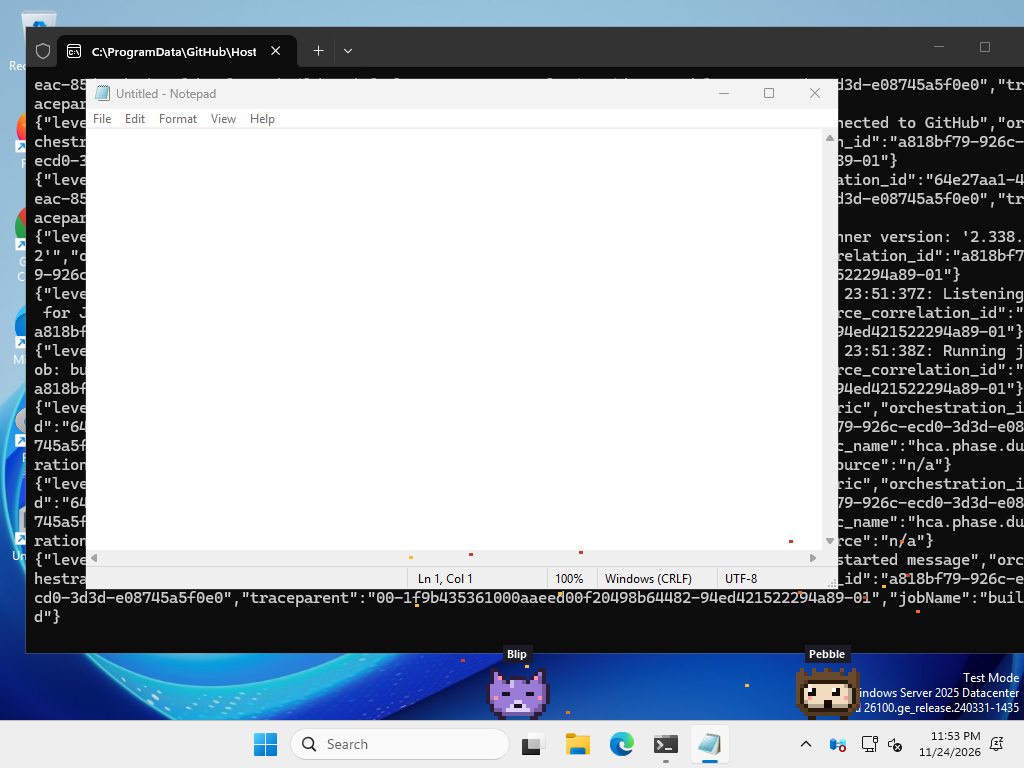 C:\ProgramData\GitHub\Host
eac-85
d3d-e08745a5f0e0","tr
Untitled - Notepad
acepar
File Edit Format View Help
{"leve
nected to GitHub","or
chestr
n_id":"a818bf79-926c-
ecd0-3
89-01"}
{"leve
ation_id":"64e27aa1-4
eac-85
d3d-e08745a5f0e0","tr
acepar
{"leve
nner version: '2.338.
2'","o
relation_id":"a818bf7
9-926c
522294a89-01"}
{"leve
23:51:37Z: Listening
for J
rce_correlation_id":"
a818bf
94ed421522294a89-01"}
{"leve
23:51:38Z: Running j
ob: bu
rce_correlation_id":"
a818bf
94ed421522294a89-01"}
{"leve
ric","orchestration_i
d":"64
79-926c-ecd0-3d3d-e08
745a5f
c_name":"hca.phase.du
ration
ource":"n/a"}
{"leve
ric","orchestration_i
d":"64
79-926c-ecd0-3d3d-e08
745a5f
c_name":"hca.phase.du
ration
rce":"n/a"}
{"leve
started message","orc
hestra
_id":"a818bf79-926c-e
Ln 1, Col 1 100% Windows (CRLF) UTF-8
cd0-3d3d-e08745a5f0e0","traceparent":"00-1f9b435361000aaeed00f20498b64482-94ed421522294a89-01","jobName":"buil
d"}
Blip
Pebble
Test Mode
indows Server 2025 Datacenter
26100.ge_release.240331-1435
Search
11:53 PM
11/24/2026